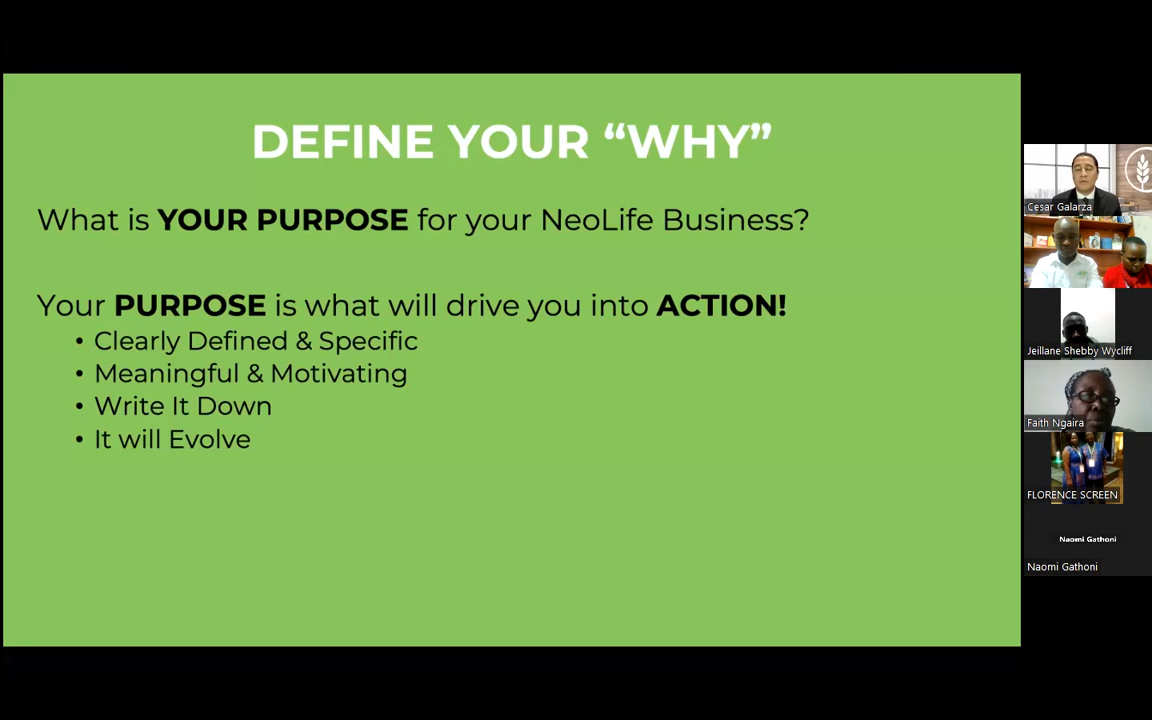 DEFINE YOUR “WHY”
What is YOUR PURPOSE for your NeoLife Business?
Your PURPOSE is what will drive you into ACTION!
• Clearly Defined & Specific
• Meaningful & Motivating
• Write It Down
• It will Evolve
Cesar Galarza
Jeillane Shebby Wycliff
Faith Ngaira
FLORENCE SCREEN
Naomi Gathoni
Naomi Gathoni